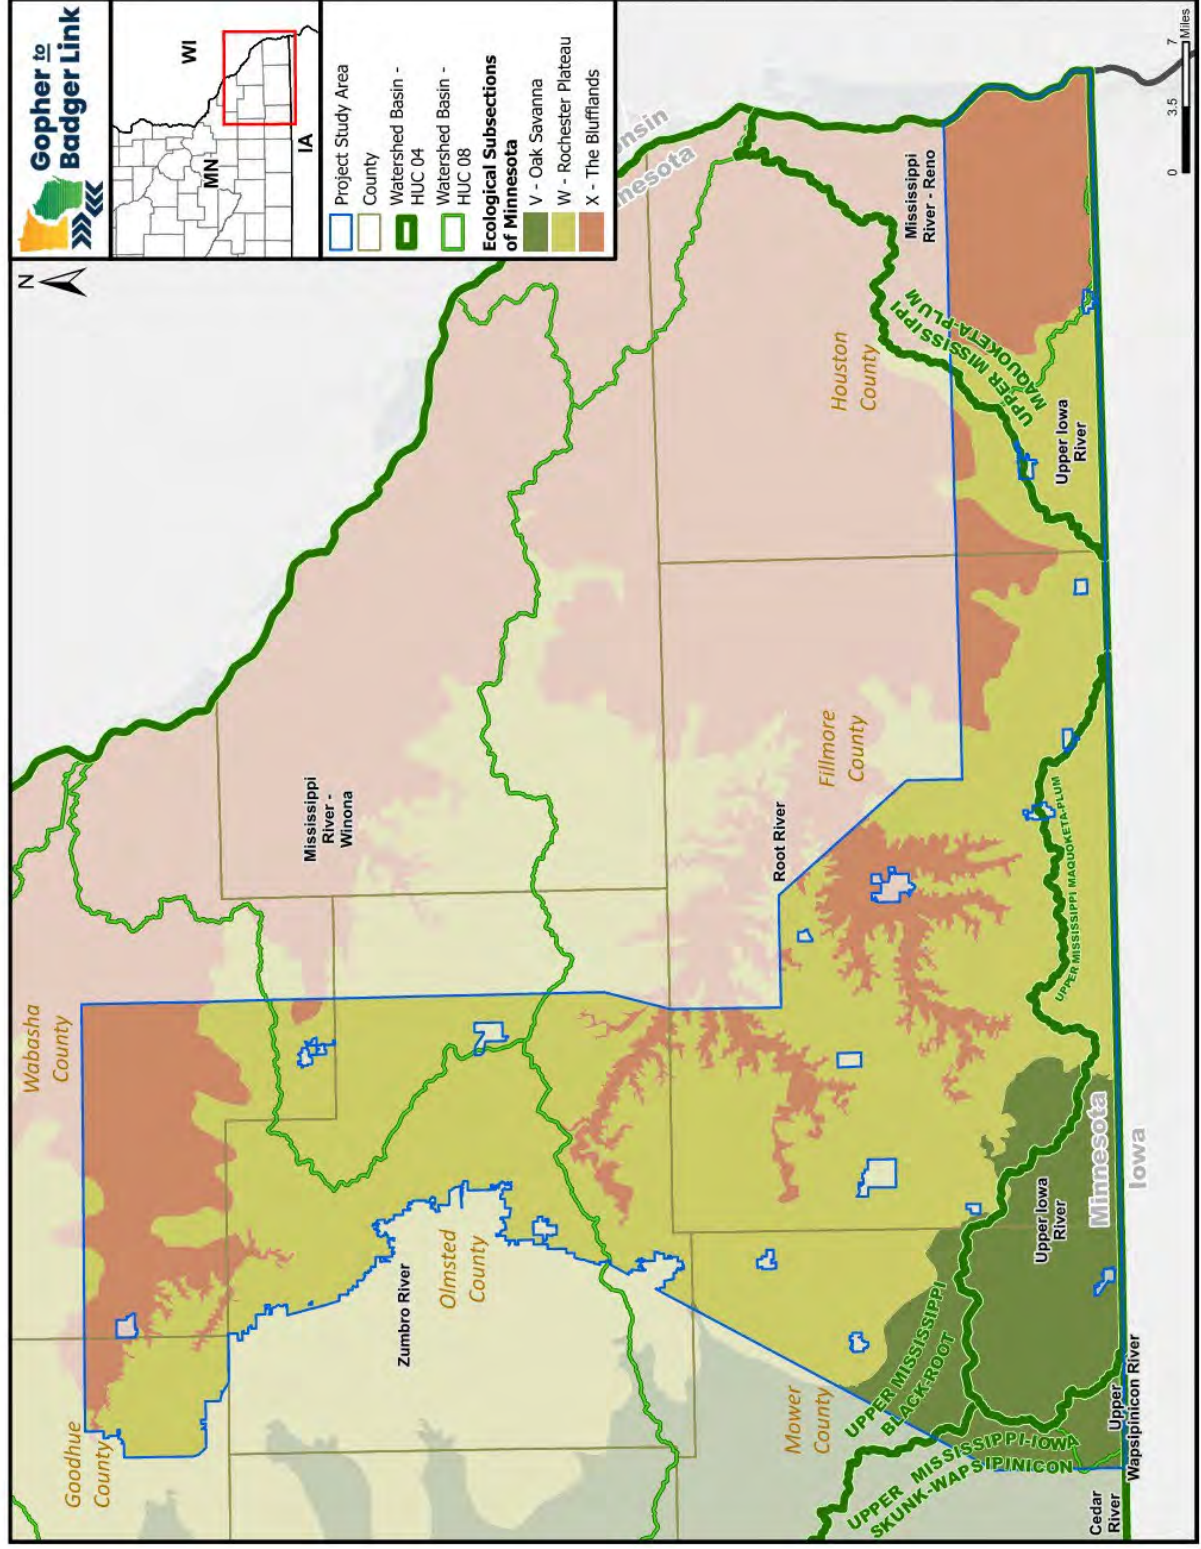 Gopher to
Badger Link
WI
MN
IA
Project Study Area
County
Watershed Basin -
HUC 04
Watershed Basin -
HUC 08
Ecological Subsections
of Minnesota
V - Oak Savanna
W - Rochester Plateau
X - The Blufflands
N
Goodhue
County
Wabasha
County
Mississippi
River -
Winona
Zumbro River
Olmsted
County
Root River
Fillmore
County
Houston
County
Mississippi
River - Reno
UPPER MISSISSIPPI
MAQUOKETA-PLUM
Upper Iowa
River
UPPER MISSISSIPPI MAQUOKETA-PLUM
Mower
County
UPPER MISSISSIPPI
BLACK-ROOT
UPPER MISSISSIPPI-IOWA
SKUNK-WAPSIPINICON
Upper Iowa
River
Minnesota
Iowa
Cedar
River
Upper
Wapsipinicon River
0 3.5 7
Miles